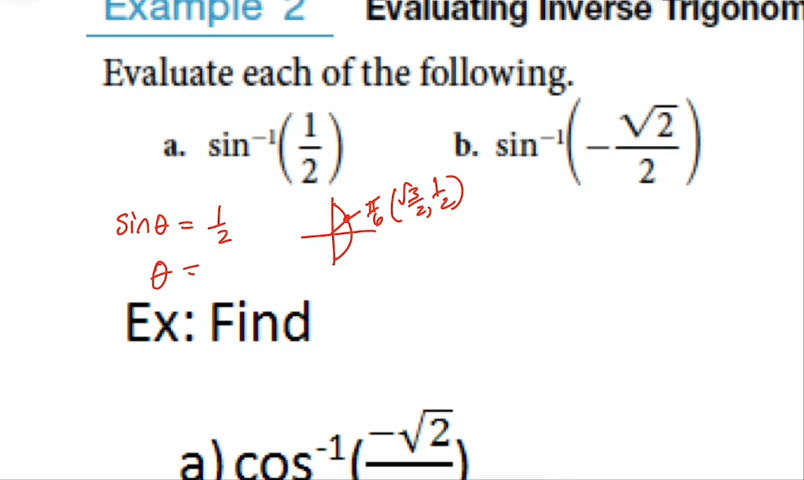 Example 2 Evaluating Inverse Trigonom
Evaluate each of the following.
a. sin⁻¹(1/2) b. sin⁻¹(-√2/2)
sinθ = 1/2 π/6 (√3/2, 1/2)
θ =
Ex: Find
a) cos⁻¹(-√2)